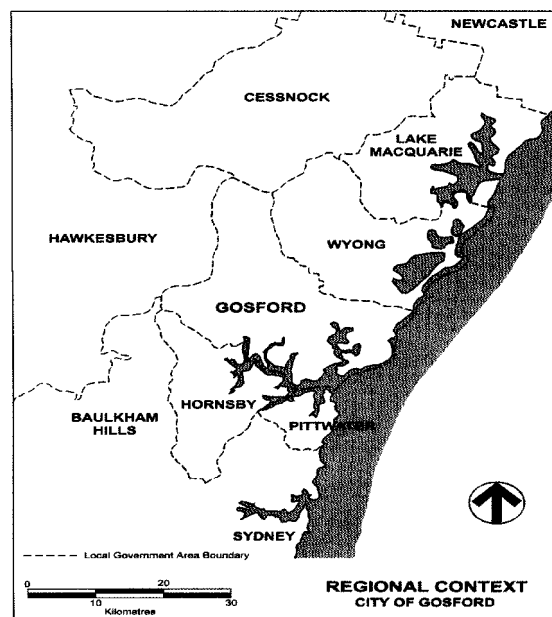 NEWCASTLE
CESSNOCK
LAKE
MACQUARIE
HAWKESBURY
WYONG
GOSFORD
HORNSBY
BAULKHAM
HILLS
PITTWATER
SYDNEY
Local Government Area Boundary
0 20
10 30
Kilometres
REGIONAL CONTEXT
CITY OF GOSFORD